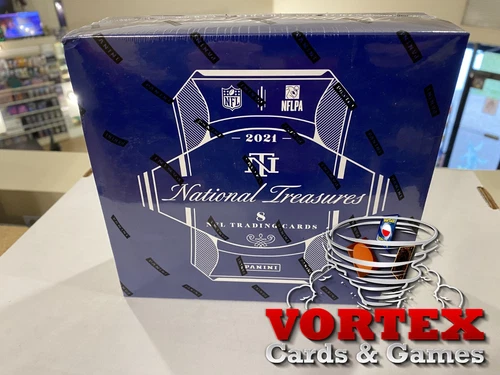 NFL
NFLPA
2021
NT
National Treasures
8
NFL TRADING CARDS
PANINI
VORTEX
Cards & Games